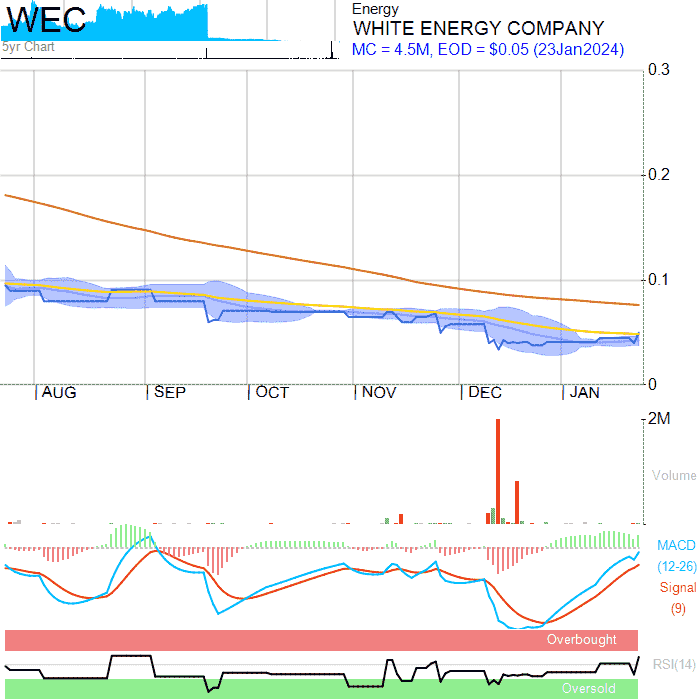 WEC
Energy
WHITE ENERGY COMPANY
5yr Chart
MC = 4.5M, EOD = $0.05 (23Jan2024)
0.3
0.2
0.1
0
AUG
SEP
OCT
NOV
DEC
JAN
2M
Volume
MACD
(12-26)
Signal
(9)
Overbought
RSI(14)
Oversold